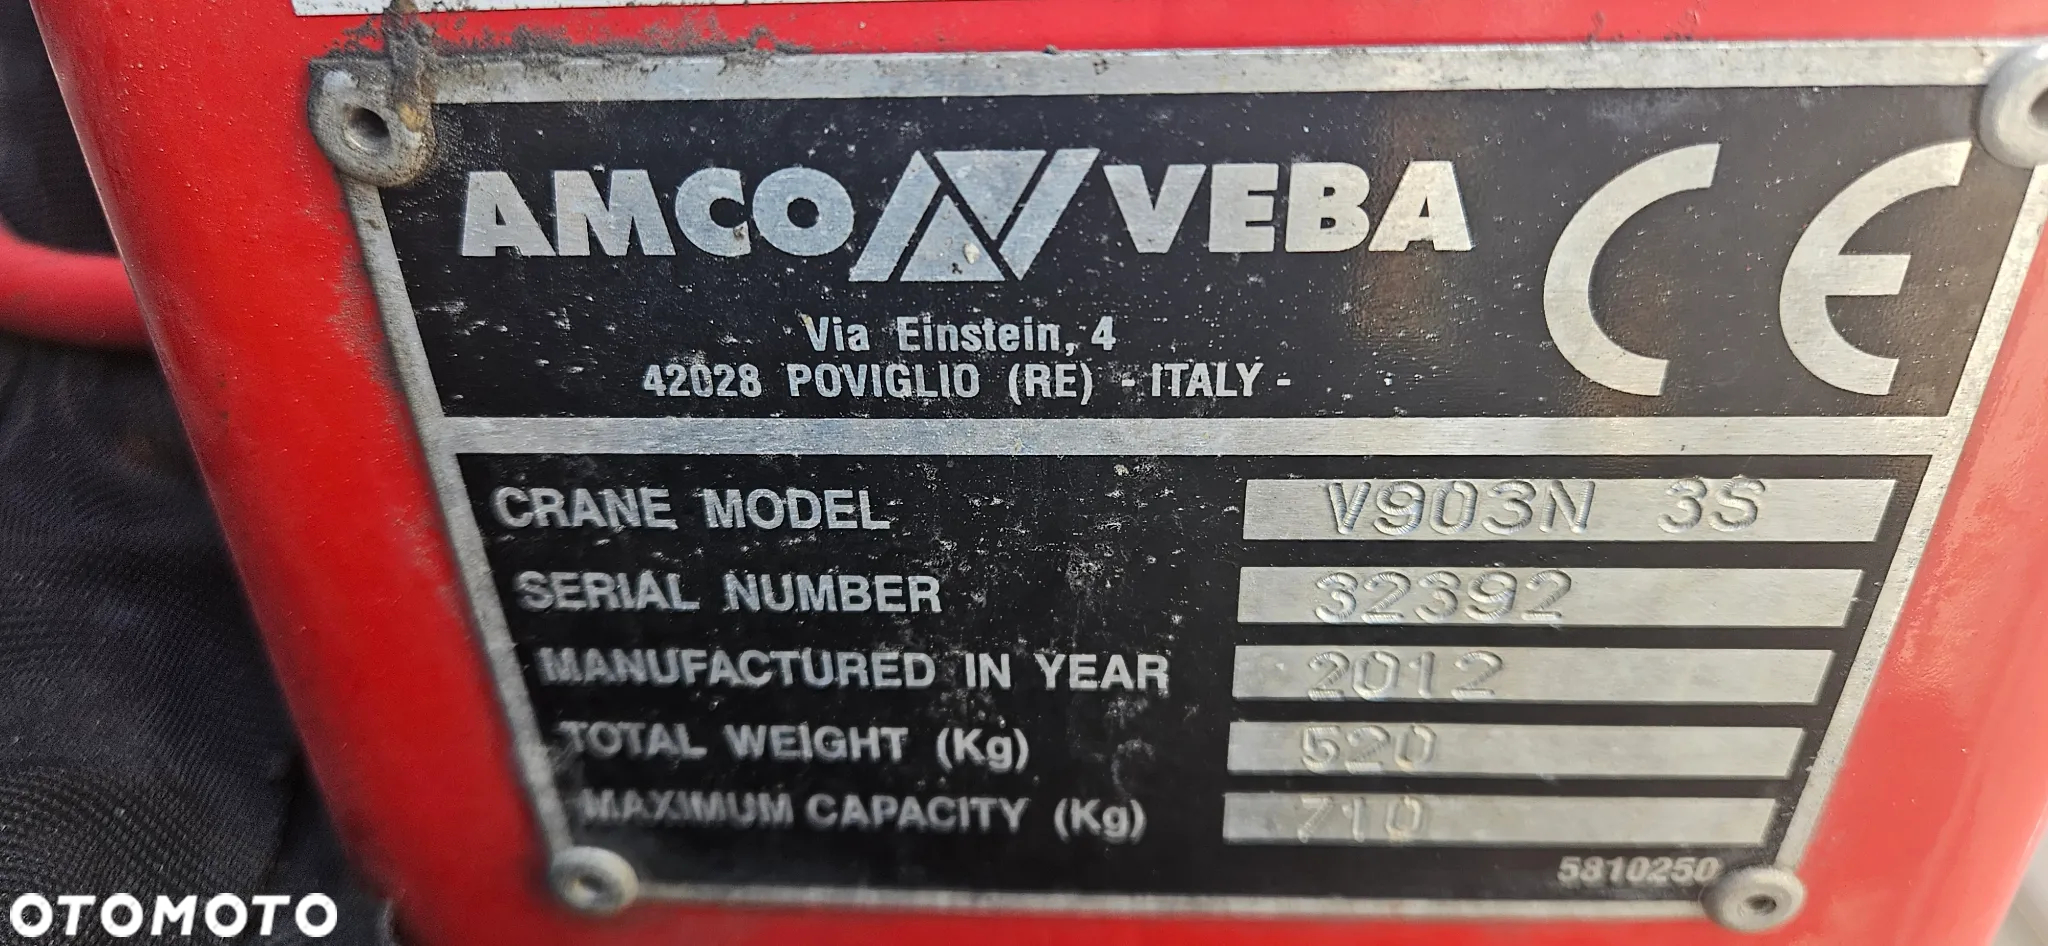 AMCO VEBA CE
Via Einstein, 4
42028 POVIGLIO (RE) - ITALY -
CRANE MODEL V903N 3S
SERIAL NUMBER 32392
MANUFACTURED IN YEAR 2012
TOTAL WEIGHT (Kg) 520
MAXIMUM CAPACITY (Kg) 710
5810250
OTOMOTO